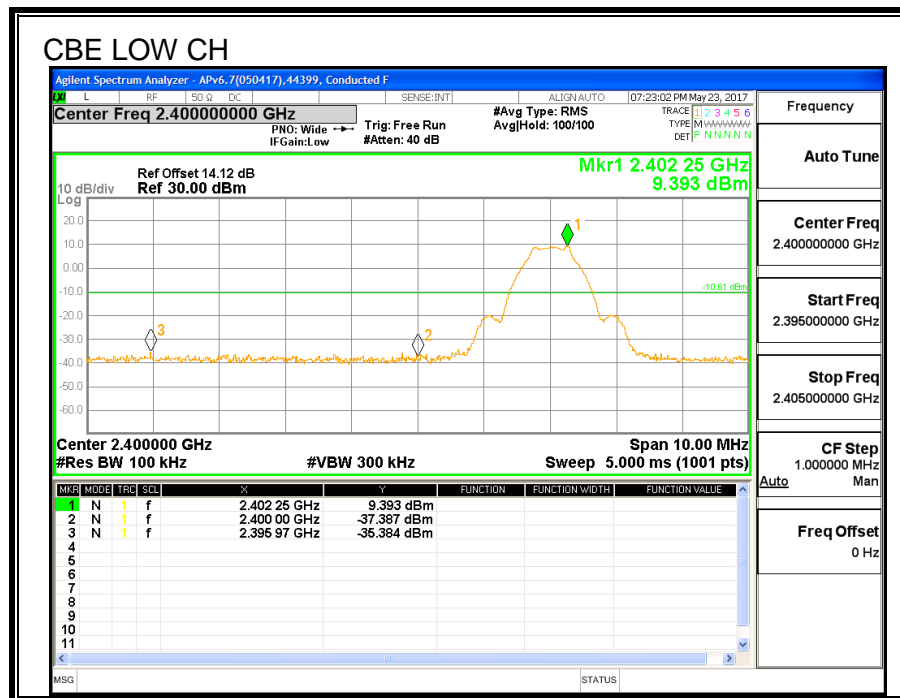 CBE LOW CH
Agilent Spectrum Analyzer - APv6.7(050417),44399, Conducted F
LXI L RF 50 Ω DC SENSE:INT ALIGN AUTO 07:23:02 PM May 23, 2017
Center Freq 2.400000000 GHz
PNO: Wide
IFGain:Low
Trig: Free Run
#Atten: 40 dB
#Avg Type: RMS
Avg|Hold: 100/100
TRACE 1 2 3 4 5 6
TYPE M WWWWW
DET P N N N N N
Ref Offset 14.12 dB
Ref 30.00 dBm
10 dB/div
Log
Mkr1 2.402 25 GHz
9.393 dBm
20.0
10.0
0.00
-10.0
-20.0
-30.0
-40.0
-50.0
-60.0
1
-10.61 dBm
3
2
Center 2.400000 GHz
Span 10.00 MHz
#Res BW 100 kHz #VBW 300 kHz Sweep 5.000 ms (1001 pts)
MKR MODE TRC SCL X Y FUNCTION FUNCTION WIDTH FUNCTION VALUE
1 N 1 f 2.402 25 GHz 9.393 dBm
2 N 1 f 2.400 00 GHz -37.387 dBm
3 N 1 f 2.395 97 GHz -35.384 dBm
4
5
6
7
8
9
10
11
MSG STATUS
Frequency
Auto Tune
Center Freq
2.400000000 GHz
Start Freq
2.395000000 GHz
Stop Freq
2.405000000 GHz
CF Step
1.000000 MHz
Auto Man
Freq Offset
0 Hz